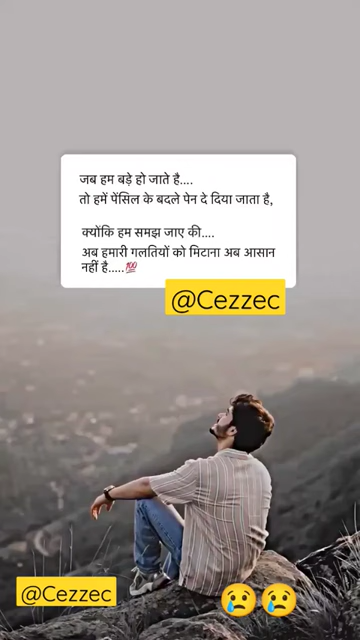 जब हम बड़े हो जाते है....
तो हमें पेंसिल के बदले पेन दे दिया जाता है,
क्योंकि हम समझ जाए की....
अब हमारी गलतियों को मिटाना अब आसान
नहीं है.....💯
@Cezzec
@Cezzec